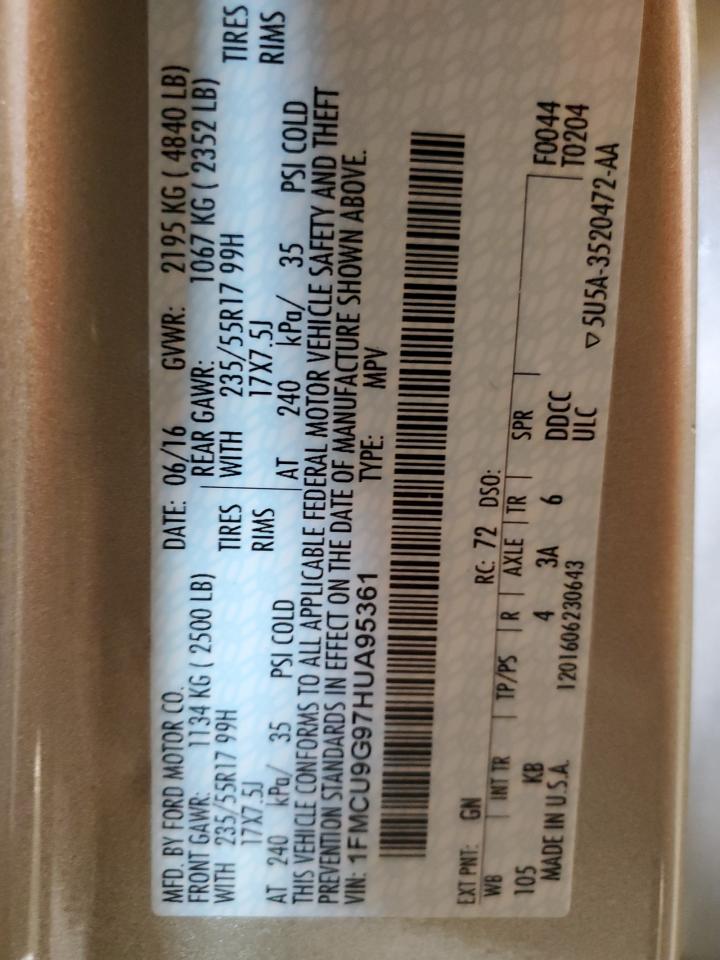 MFD. BY FORD MOTOR CO. DATE: 06/16 GVWR: 2195 KG ( 4840 LB)
FRONT GAWR: 1134 KG ( 2500 LB) REAR GAWR: 1067 KG ( 2352 LB)
WITH 235/55R17 99H TIRES WITH 235/55R17 99H TIRES
17X7.5J RIMS 17X7.5J RIMS
AT 240 kPa/ 35 PSI COLD AT 240 kPa/ 35 PSI COLD
THIS VEHICLE CONFORMS TO ALL APPLICABLE FEDERAL MOTOR VEHICLE SAFETY AND THEFT
PREVENTION STANDARDS IN EFFECT ON THE DATE OF MANUFACTURE SHOWN ABOVE.
VIN: 1FMCU9G97HUA95361 TYPE: MPV
EXT PNT: GN RC: 72 DSO:
WB INT TR TP/PS R AXLE TR SPR F0044
105 KB 4 3A 6 DDCC T0204
MADE IN U.S.A. 1201606230643 ULC ▽ 5U5A-3520472-AA